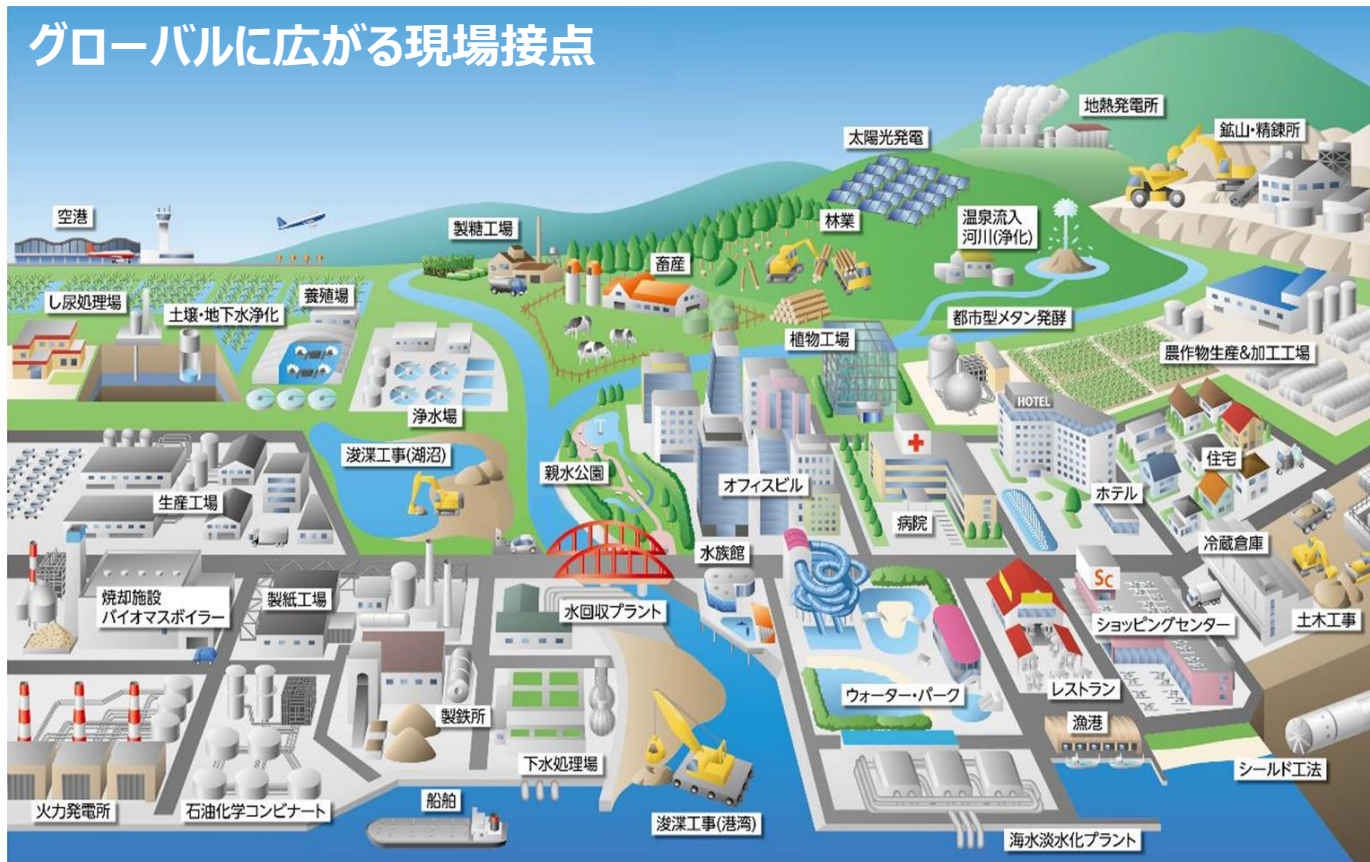 グローバルに広がる現場接点
地熱発電所
太陽光発電
鉱山・精錬所
空港
製糖工場
林業
温泉流入
河川(浄化)
畜産
し尿処理場
土壌・地下水浄化
養殖場
都市型メタン発酵
植物工場
農作物生産&加工工場
浄水場
HOTEL
浚渫工事(湖沼)
親水公園
オフィスビル
住宅
生産工場
ホテル
病院
水族館
冷蔵倉庫
焼却施設
バイオマスボイラー
製紙工場
水回収プラント
Sc
ショッピングセンター
土木工事
レストラン
ウォーター・パーク
製鉄所
漁港
下水処理場
シールド工法
火力発電所
石油化学コンビナート
船舶
浚渫工事(港湾)
海水淡水化プラント